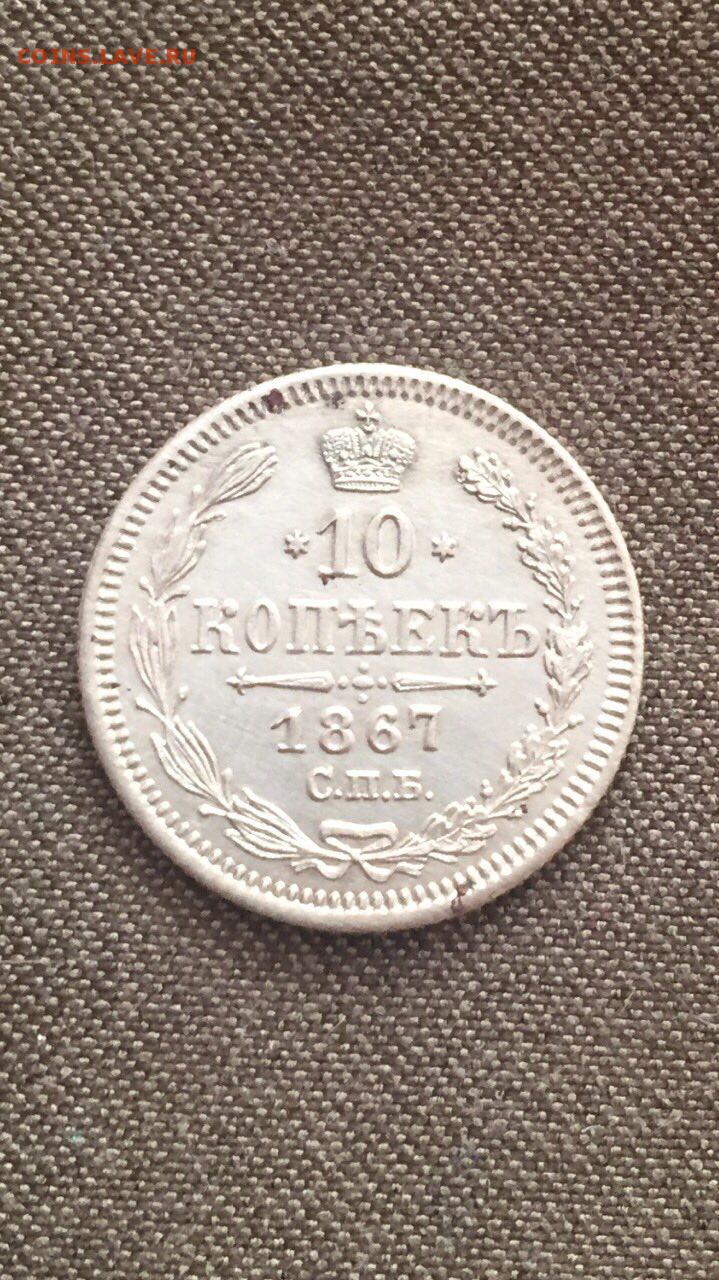 COINS.LAVE.RU
* 10 *
КОПѢЕКЪ
1867
С.П.Б.